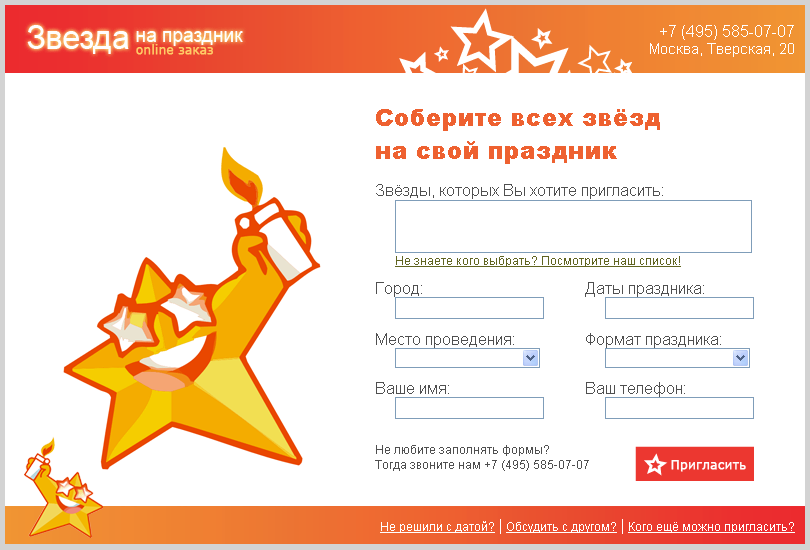 Звезда на праздник
online заказ
+7 (495) 585-07-07
Москва, Тверская, 20
Соберите всех звёзд
на свой праздник
Звёзды, которых Вы хотите пригласить:
Не знаете кого выбрать? Посмотрите наш список!
Город:
Даты праздника:
Место проведения:
Формат праздника:
Ваше имя:
Ваш телефон:
Не любите заполнять формы?
Тогда звоните нам +7 (495) 585-07-07
Пригласить
Не решили с датой? | Обсудить с другом? | Кого ещё можно пригласить?